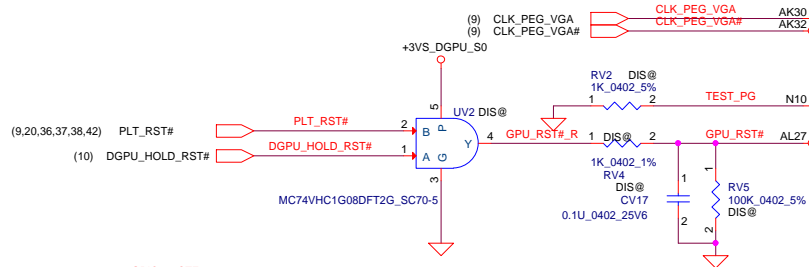 (9) CLK_PEG_VGA CLK_PEG_VGA AK30
(9) CLK_PEG_VGA# CLK_PEG_VGA# AK32
+3VS_DGPU_S0
RV2 DIS@
1K_0402_5%
1 2 TEST_PG N10
5
UV2 DIS@
(9,20,36,37,38,42) PLT_RST# PLT_RST# 2 B P
Y 4 GPU_RST#_R 1 DIS@ 2 GPU_RST# AL27
(10) DGPU_HOLD_RST# DGPU_HOLD_RST# 1 A G
1K_0402_1%
RV4
3
DIS@
CV17
0.1U_0402_25V6
1
2
1
2
RV5
100K_0402_5%
DIS@
MC74VHC1G08DFT2G_SC70-5